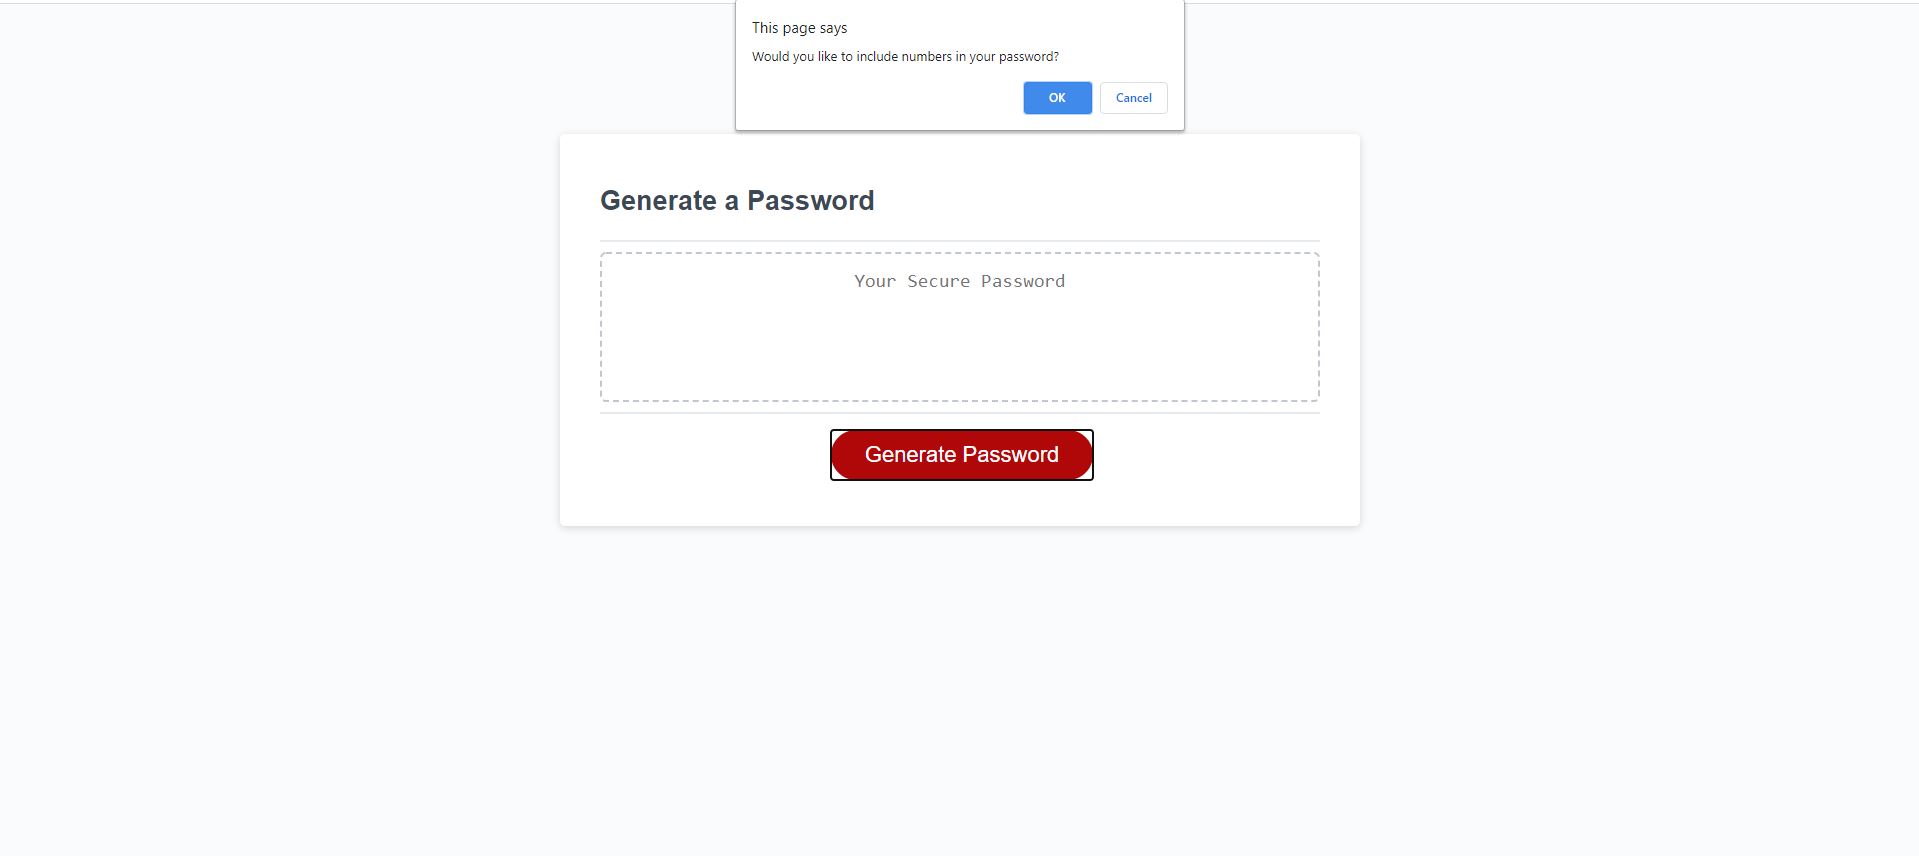 This page says
Would you like to include numbers in your password?
OK
Cancel
Generate a Password
Your Secure Password
Generate Password